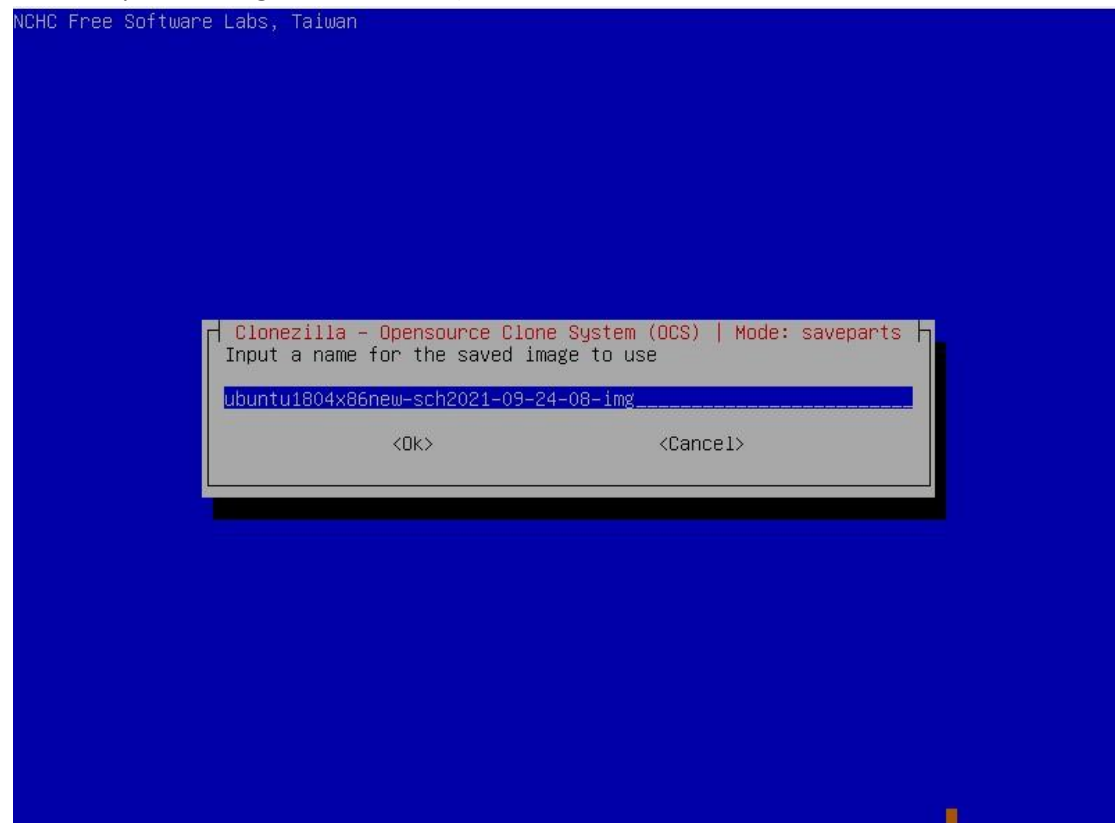 NCHC Free Software Labs, Taiwan
Clonezilla - Opensource Clone System (OCS) | Mode: saveparts
Input a name for the saved image to use
ubuntu1804x86new-sch2021-09-24-08-img_________________________
<Ok> <Cancel>